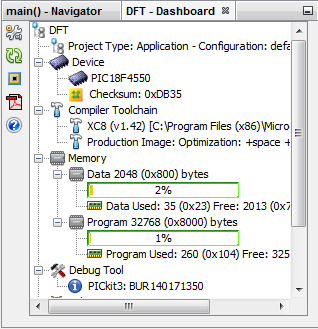 main() - Navigator DFT - Dashboard
DFT
Project Type: Application - Configuration: defa
Device
PIC18F4550
Checksum: 0xDB35
Compiler Toolchain
XC8 (v1.42) [C:\Program Files (x86)\Micro
Production Image: Optimization: +space +
Memory
Data 2048 (0x800) bytes
2%
Data Used: 35 (0x23) Free: 2013 (0x7
Program 32768 (0x8000) bytes
1%
Program Used: 260 (0x104) Free: 325
Debug Tool
PICkit3: BUR140171350